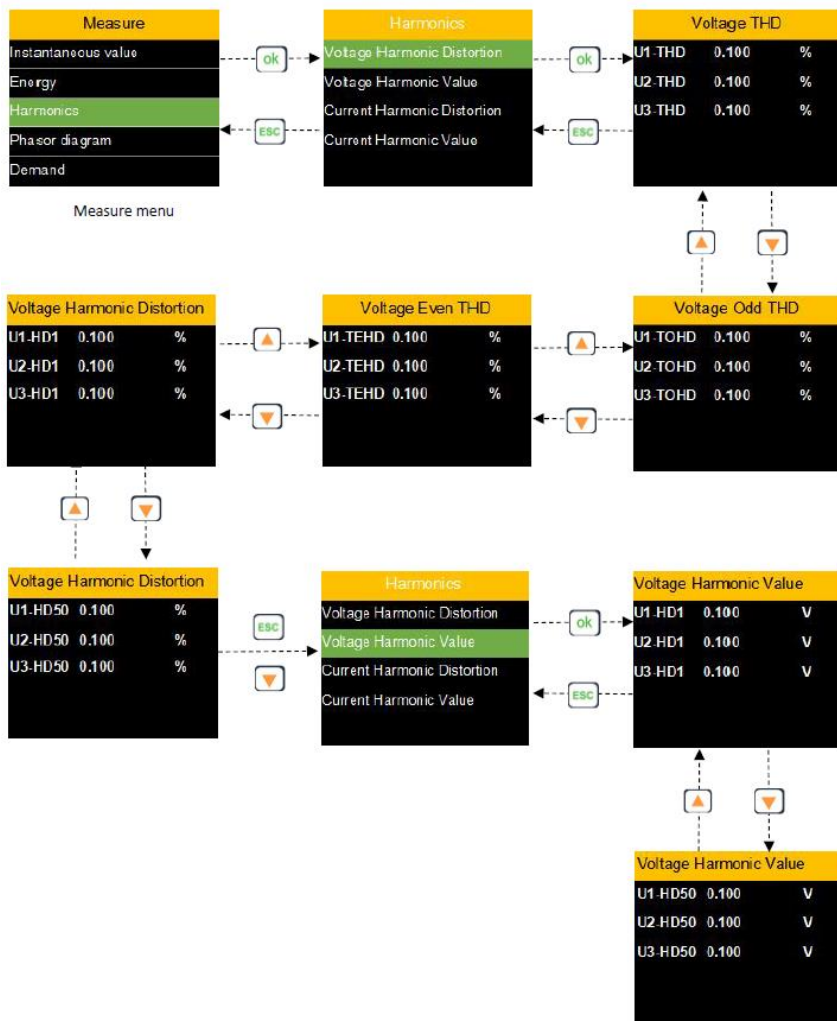 Measure
Instantaneous value
Energy
Harmonics
Phasor diagram
Demand
Measure menu
ok
ESC
Harmonics
Voltage Harmonic Distortion
Voltage Harmonic Value
Current Harmonic Distortion
Current Harmonic Value
ok
ESC
Voltage THD
U1-THD 0.100 %
U2-THD 0.100 %
U3-THD 0.100 %
Voltage Harmonic Distortion
U1-HD1 0.100 %
U2-HD1 0.100 %
U3-HD1 0.100 %
Voltage Even THD
U1-TEHD 0.100 %
U2-TEHD 0.100 %
U3-TEHD 0.100 %
Voltage Odd THD
U1-TOHD 0.100 %
U2-TOHD 0.100 %
U3-TOHD 0.100 %
Voltage Harmonic Distortion
U1-HD50 0.100 %
U2-HD50 0.100 %
U3-HD50 0.100 %
ESC
Harmonics
Voltage Harmonic Distortion
Voltage Harmonic Value
Current Harmonic Distortion
Current Harmonic Value
ok
ESC
Voltage Harmonic Value
U1-HD1 0.100 V
U2-HD1 0.100 V
U3-HD1 0.100 V
Voltage Harmonic Value
U1-HD50 0.100 V
U2-HD50 0.100 V
U3-HD50 0.100 V